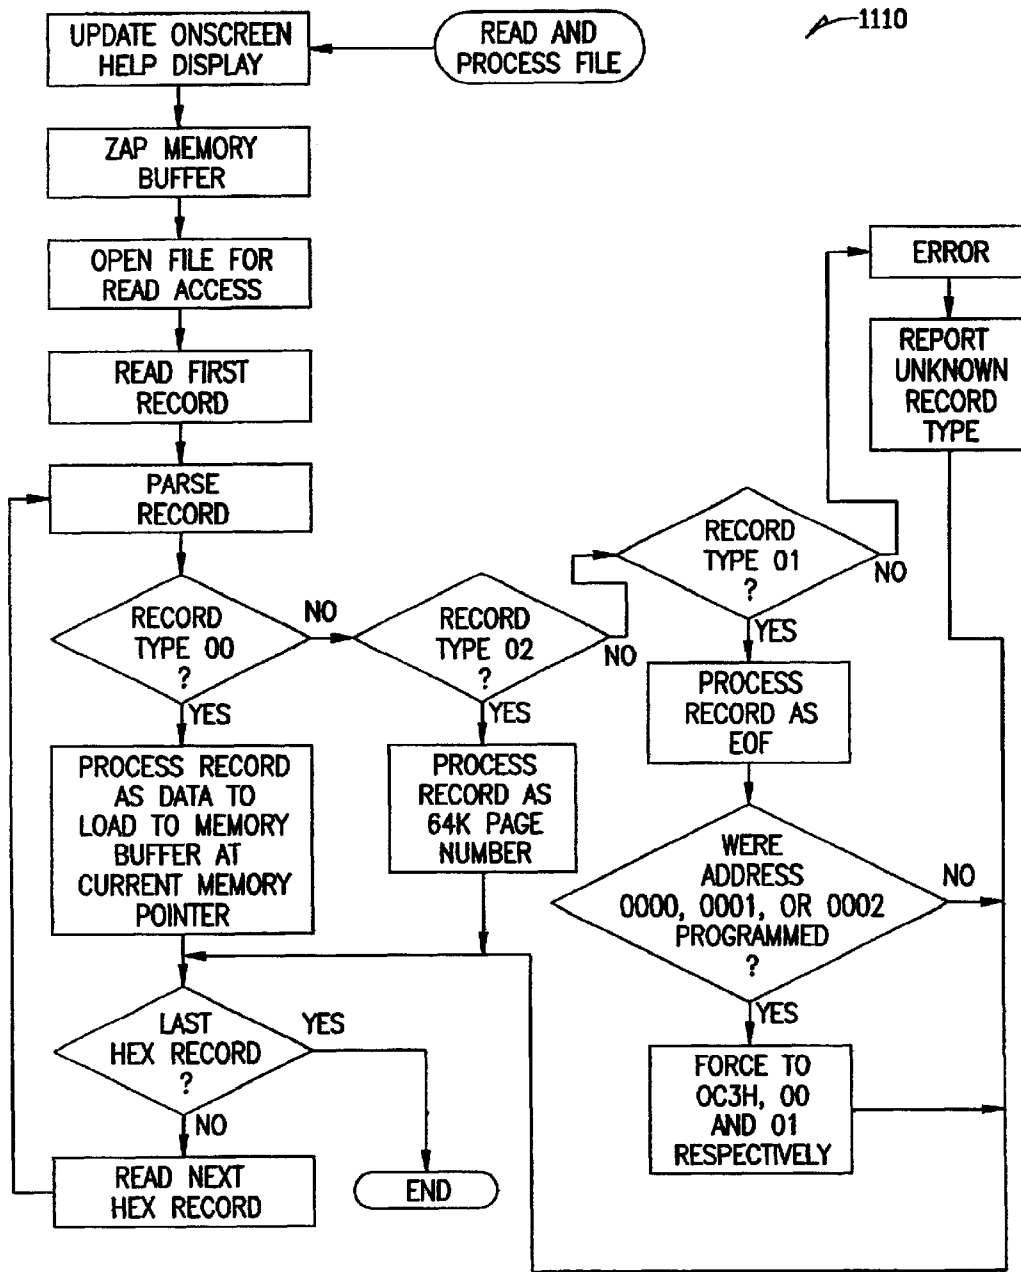 1110
READ AND
PROCESS FILE
UPDATE ONSCREEN
HELP DISPLAY
ZAP MEMORY
BUFFER
OPEN FILE FOR
READ ACCESS
READ FIRST
RECORD
PARSE
RECORD
RECORD
TYPE 00
?
NO
YES
PROCESS RECORD
AS DATA TO
LOAD TO MEMORY
BUFFER AT
CURRENT MEMORY
POINTER
RECORD
TYPE 02
?
NO
YES
PROCESS
RECORD AS
64K PAGE
NUMBER
RECORD
TYPE 01
?
NO
YES
ERROR
REPORT
UNKNOWN
RECORD
TYPE
PROCESS
RECORD AS
EOF
WERE
ADDRESS
0000, 0001, OR 0002
PROGRAMMED
?
NO
YES
FORCE TO
0C3H, 00
AND 01
RESPECTIVELY
LAST
HEX RECORD
?
YES
NO
READ NEXT
HEX RECORD
END